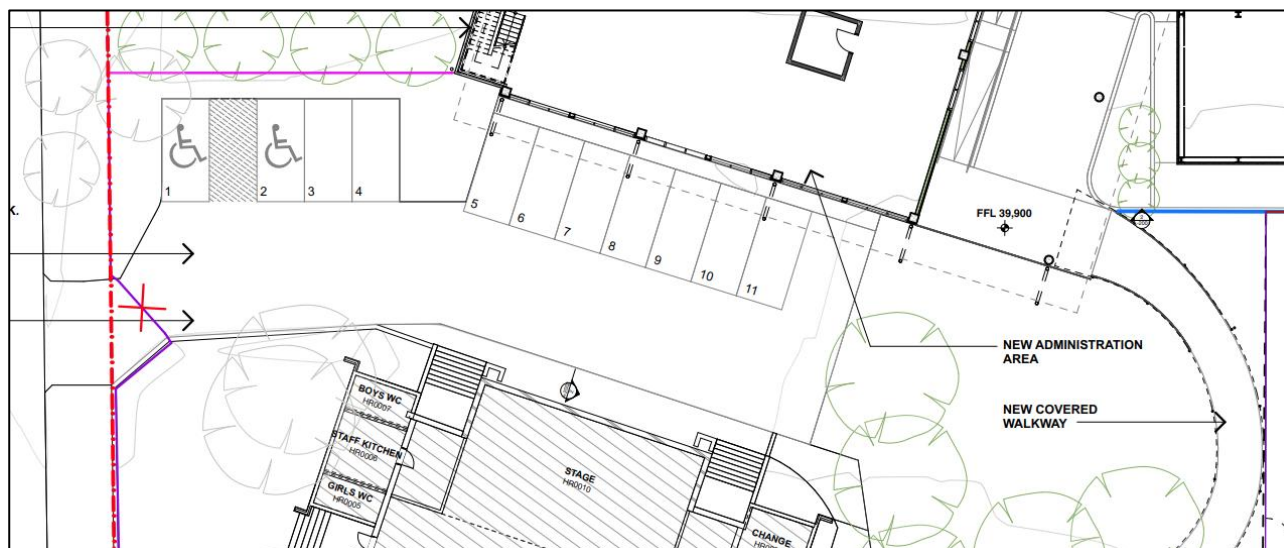 K.
1
2
3
4
5
6
7
8
9
10
11
FFL 39,900
NEW ADMINISTRATION
AREA
NEW COVERED
WALKWAY
BOYS WC
HR0007
STAFF KITCHEN
HR0006
GIRLS WC
HR0005
STAGE
HR0010
CHANGE